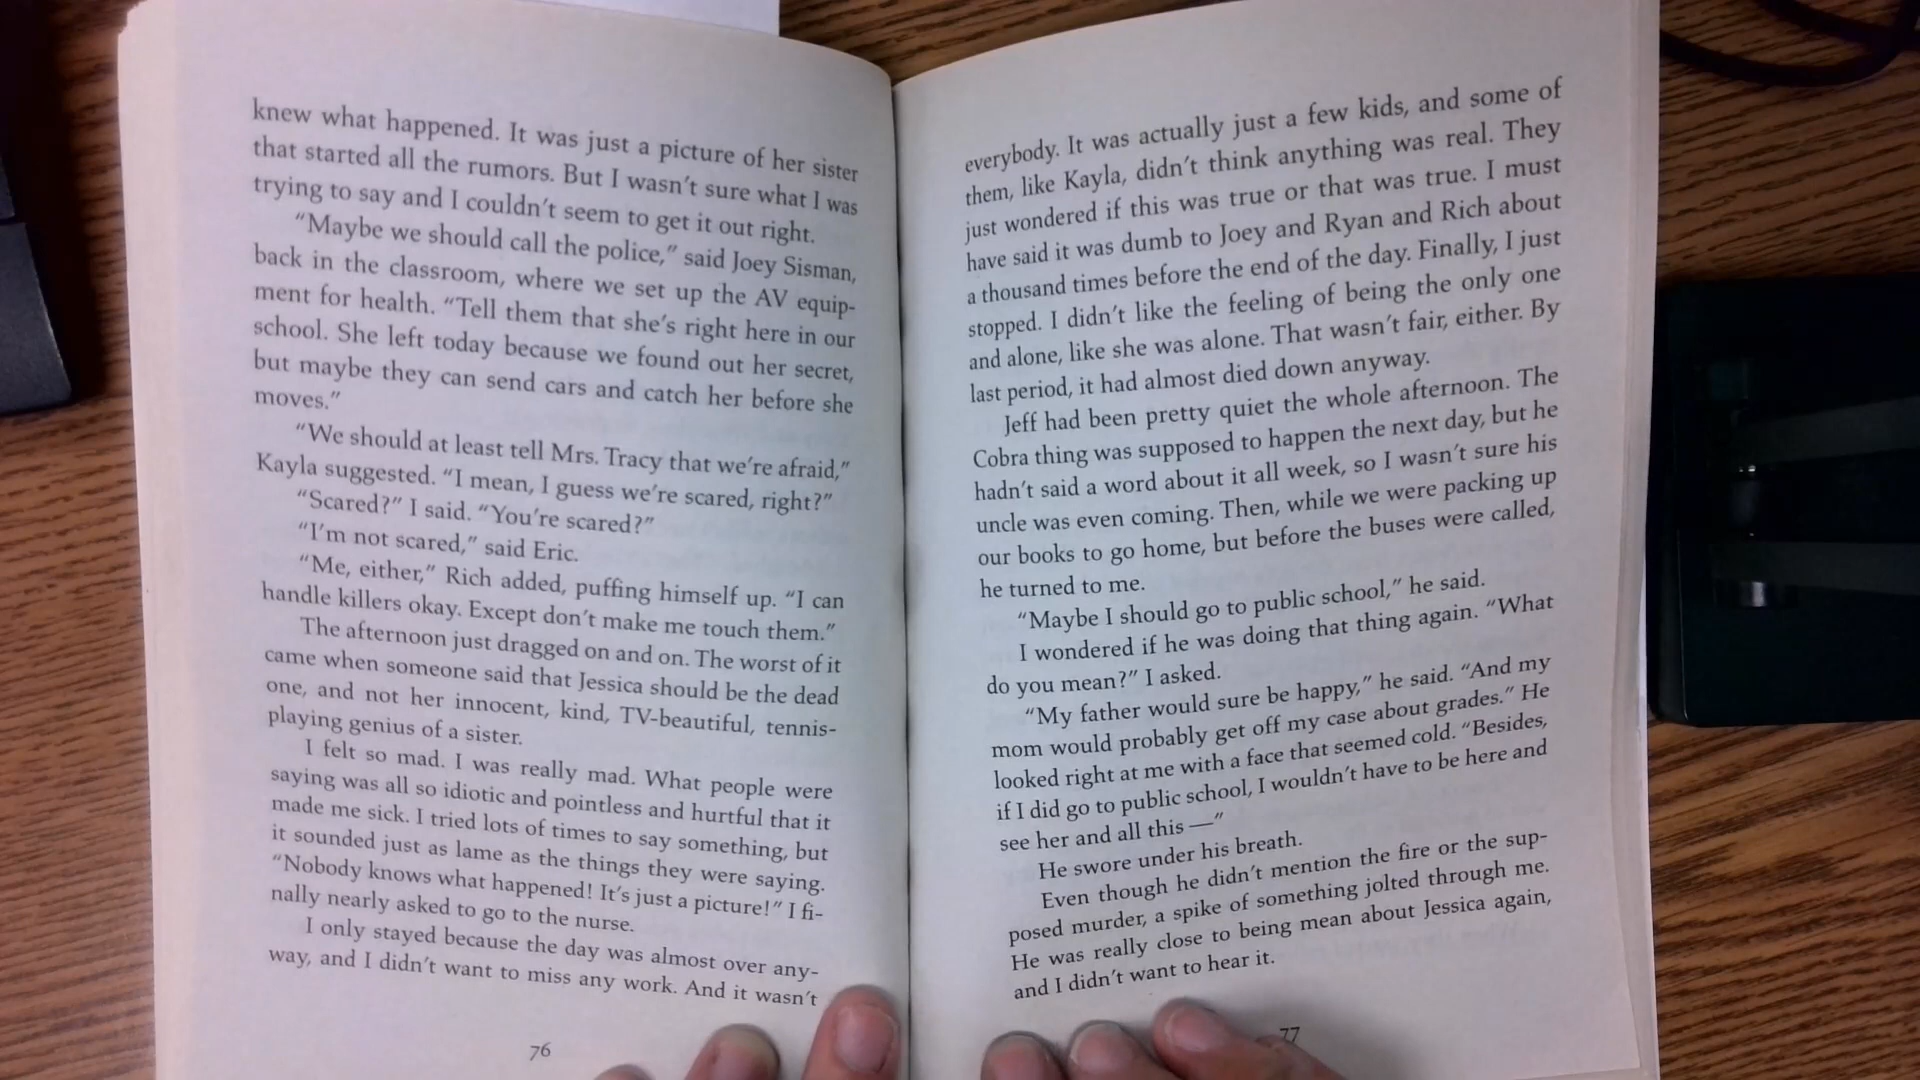 knew what happened. It was just a picture of her sister
that started all the rumors. But I wasn't sure what I was
trying to say and I couldn't seem to get it out right.
“Maybe we should call the police,” said Joey Sisman,
back in the classroom, where we set up the AV equip-
ment for health. “Tell them that she's right here in our
school. She left today because we found out her secret,
but maybe they can send cars and catch her before she
moves.”
“We should at least tell Mrs. Tracy that we're afraid,”
Kayla suggested. “I mean, I guess we're scared, right?”
“Scared?” I said. “You're scared?”
“I'm not scared,” said Eric.
“Me, either,” Rich added, puffing himself up. “I can
handle killers okay. Except don't make me touch them.”
The afternoon just dragged on and on. The worst of it
came when someone said that Jessica should be the dead
one, and not her innocent, kind, TV-beautiful, tennis-
playing genius of a sister.
I felt so mad. I was really mad. What people were
saying was all so idiotic and pointless and hurtful that it
made me sick. I tried lots of times to say something, but
it sounded just as lame as the things they were saying.
“Nobody knows what happened! It's just a picture!” I fi-
nally nearly asked to go to the nurse.
I only stayed because the day was almost over any-
way, and I didn't want to miss any work. And it wasn't
76
everybody. It was actually just a few kids, and some of
them, like Kayla, didn't think anything was real. They
just wondered if this was true or that was true. I must
have said it was dumb to Joey and Ryan and Rich about
a thousand times before the end of the day. Finally, I just
stopped. I didn't like the feeling of being the only one
and alone, like she was alone. That wasn't fair, either. By
last period, it had almost died down anyway.
Jeff had been pretty quiet the whole afternoon. The
Cobra thing was supposed to happen the next day, but he
hadn't said a word about it all week, so I wasn't sure his
uncle was even coming. Then, while we were packing up
our books to go home, but before the buses were called,
he turned to me.
“Maybe I should go to public school,” he said.
I wondered if he was doing that thing again. “What
do you mean?” I asked.
“My father would sure be happy,” he said. “And my
mom would probably get off my case about grades.” He
looked right at me with a face that seemed cold. “Besides,
if I did go to public school, I wouldn't have to be here and
see her and all this —”
He swore under his breath.
Even though he didn't mention the fire or the sup-
posed murder, a spike of something jolted through me.
He was really close to being mean about Jessica again,
and I didn't want to hear it.
77